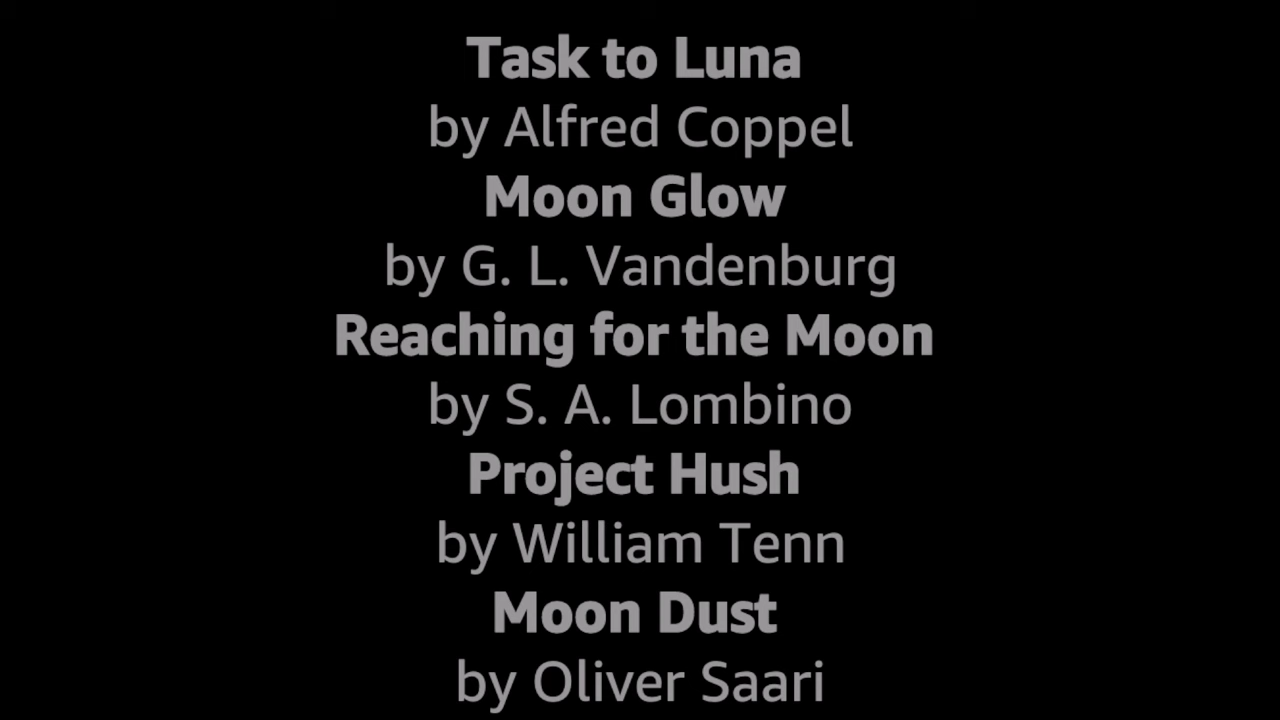 Task to Luna
by Alfred Coppel
Moon Glow
by G. L. Vandenburg
Reaching for the Moon
by S. A. Lombino
Project Hush
by William Tenn
Moon Dust
by Oliver Saari